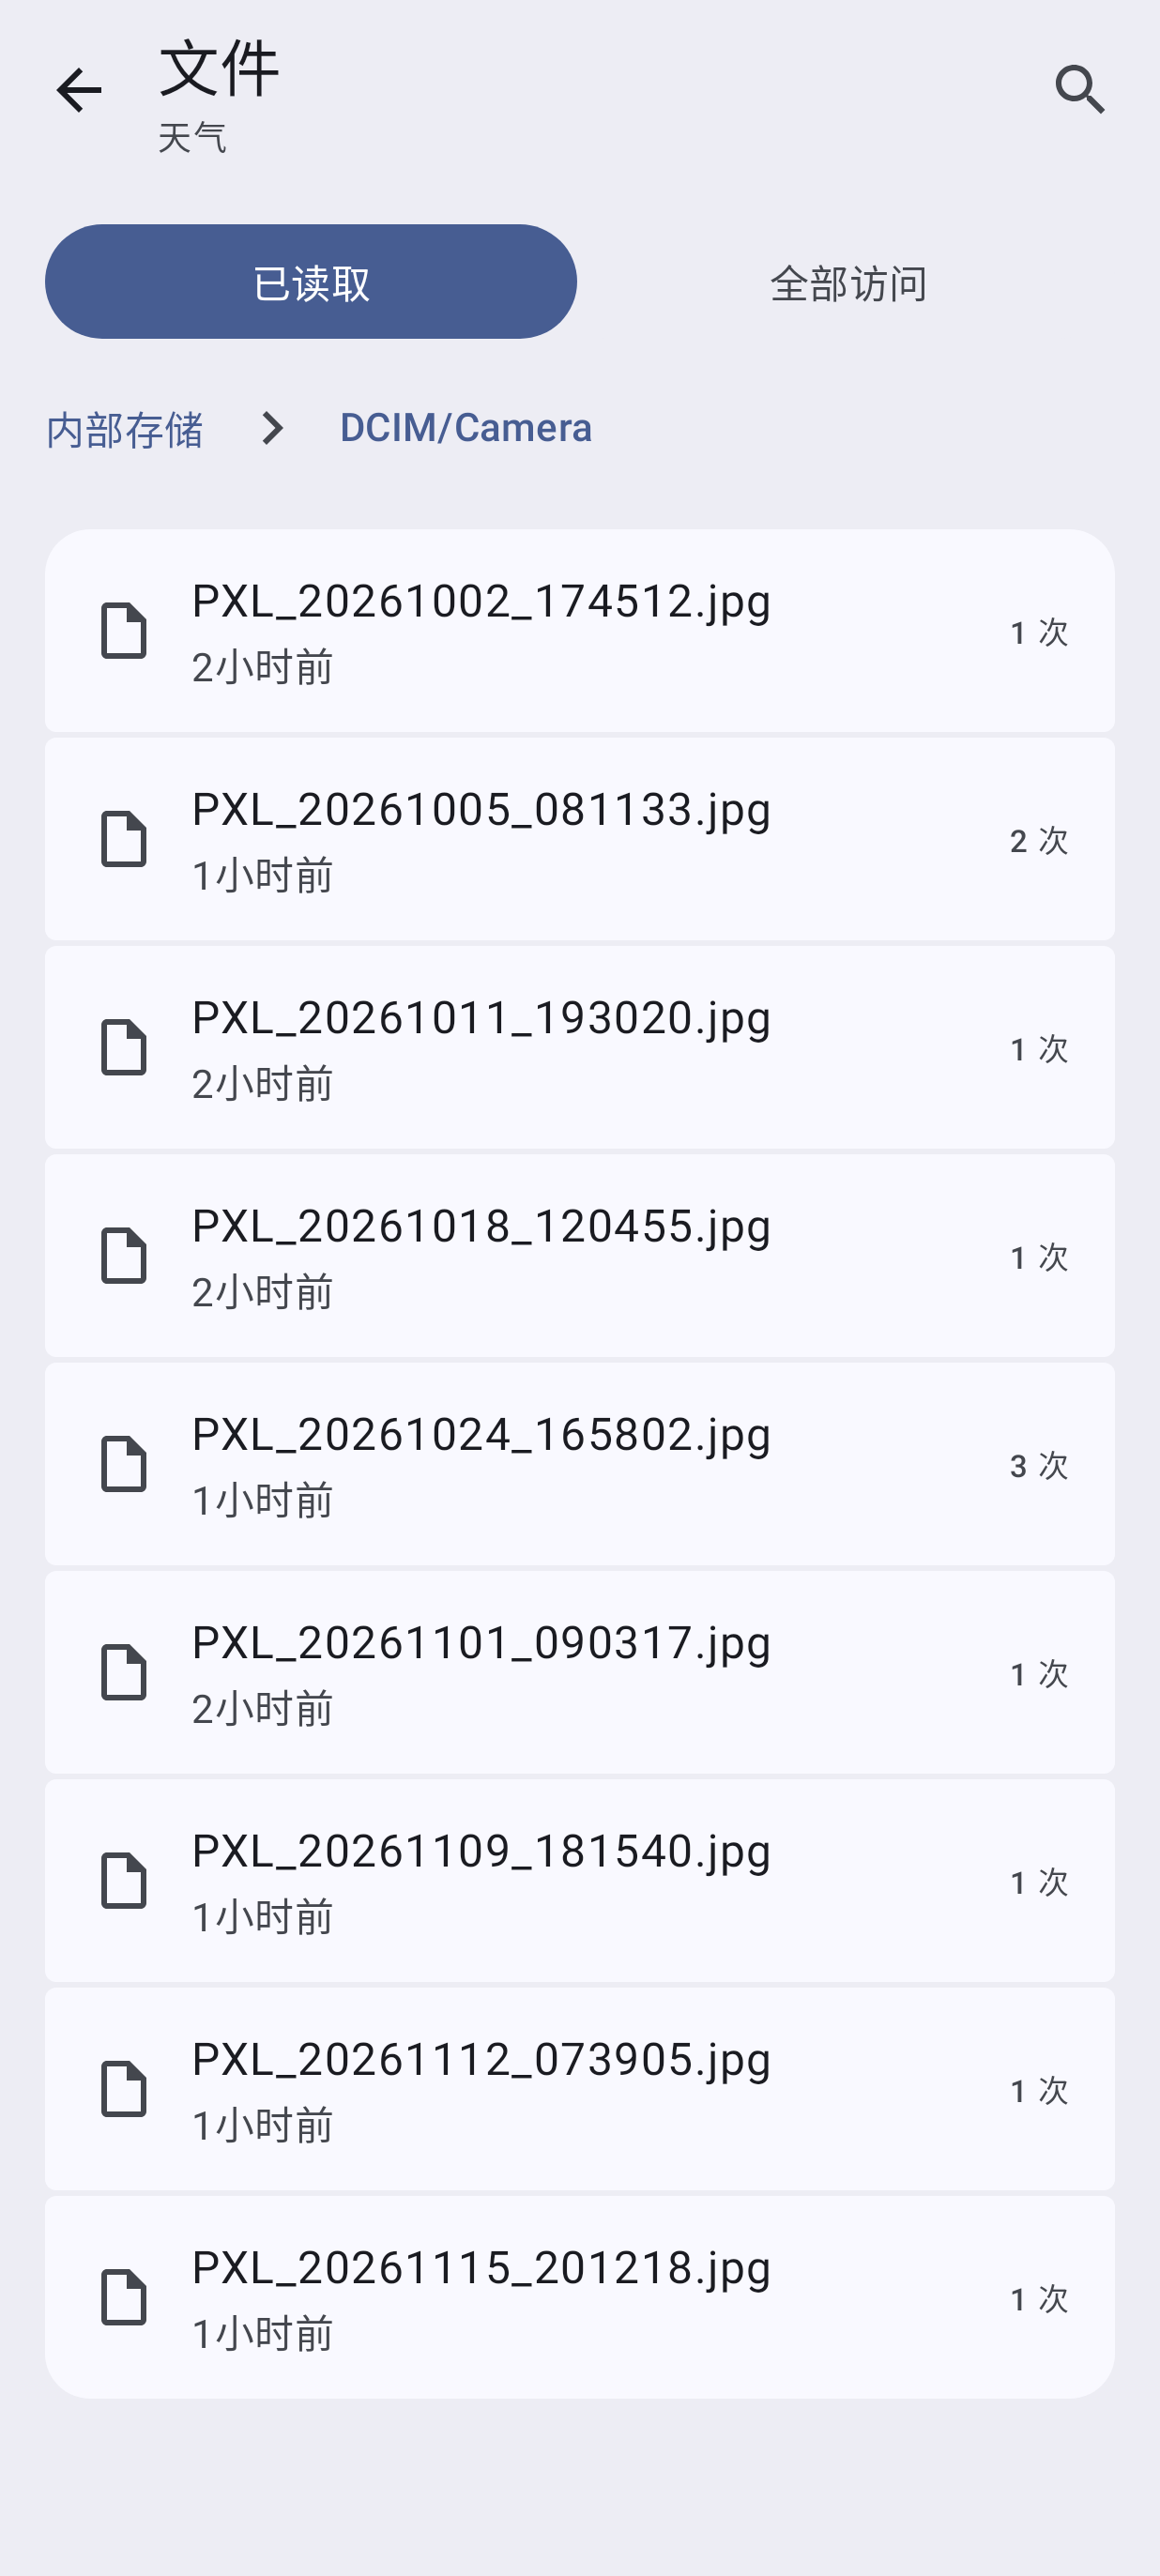 文件
天气
已读取
全部访问
内部存储
DCIM/Camera
PXL_20261002_174512.jpg
2小时前
1 次
PXL_20261005_081133.jpg
1小时前
2 次
PXL_20261011_193020.jpg
2小时前
1 次
PXL_20261018_120455.jpg
2小时前
1 次
PXL_20261024_165802.jpg
1小时前
3 次
PXL_20261101_090317.jpg
2小时前
1 次
PXL_20261109_181540.jpg
1小时前
1 次
PXL_20261112_073905.jpg
1小时前
1 次
PXL_20261115_201218.jpg
1小时前
1 次